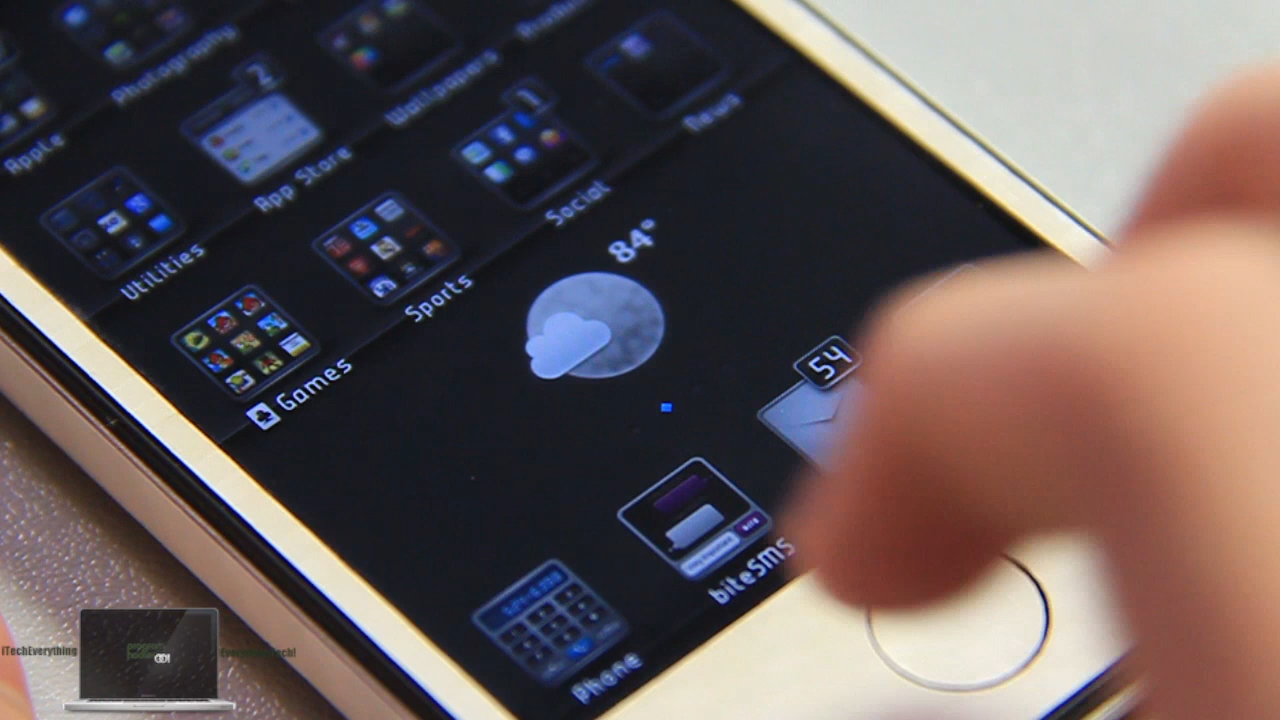 Photography
Wallpapers
Apple
2
App Store
1
Social
News
Utilities
Sports
Games
84°
54
biteSMS
Phone
iTechEverything